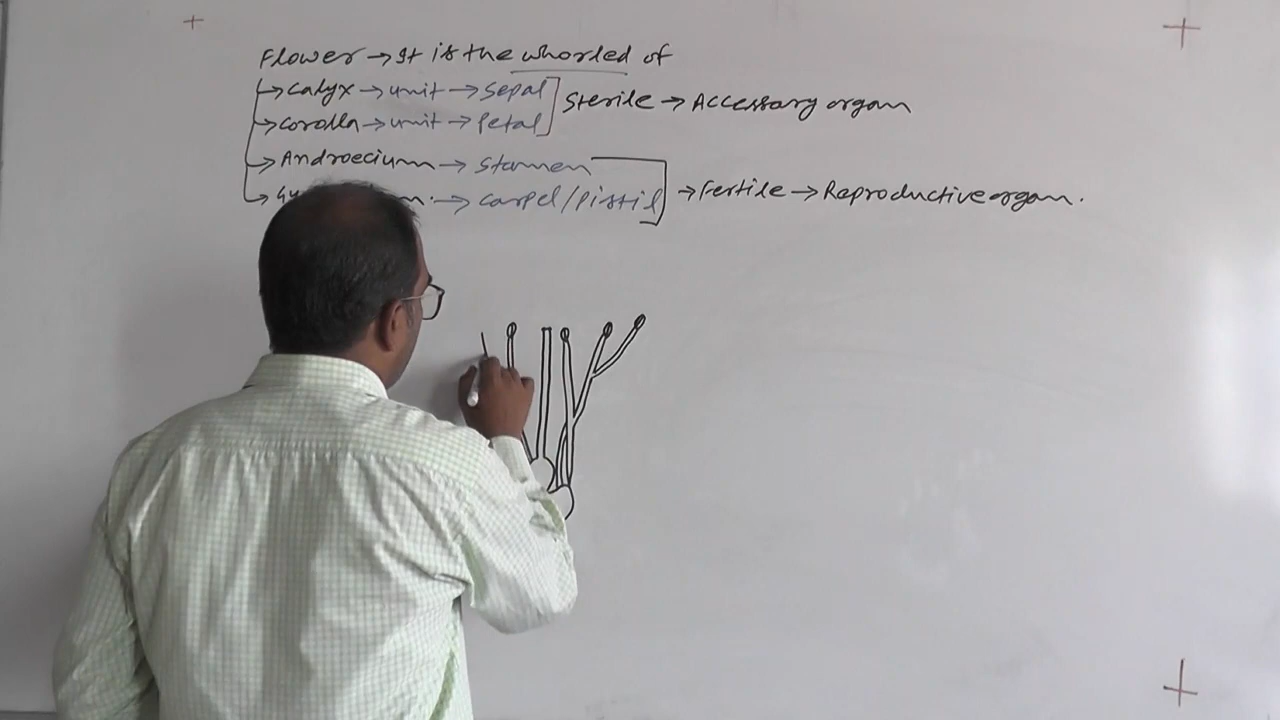 Flower → It is the whorled of
→ Calyx → unit → Sepal
→ Corolla → unit → Petal
Sterile → Accessary organ
→ Androecium → Stamen
→ Carpel/Pistil
→ Fertile → Reproductive organ.